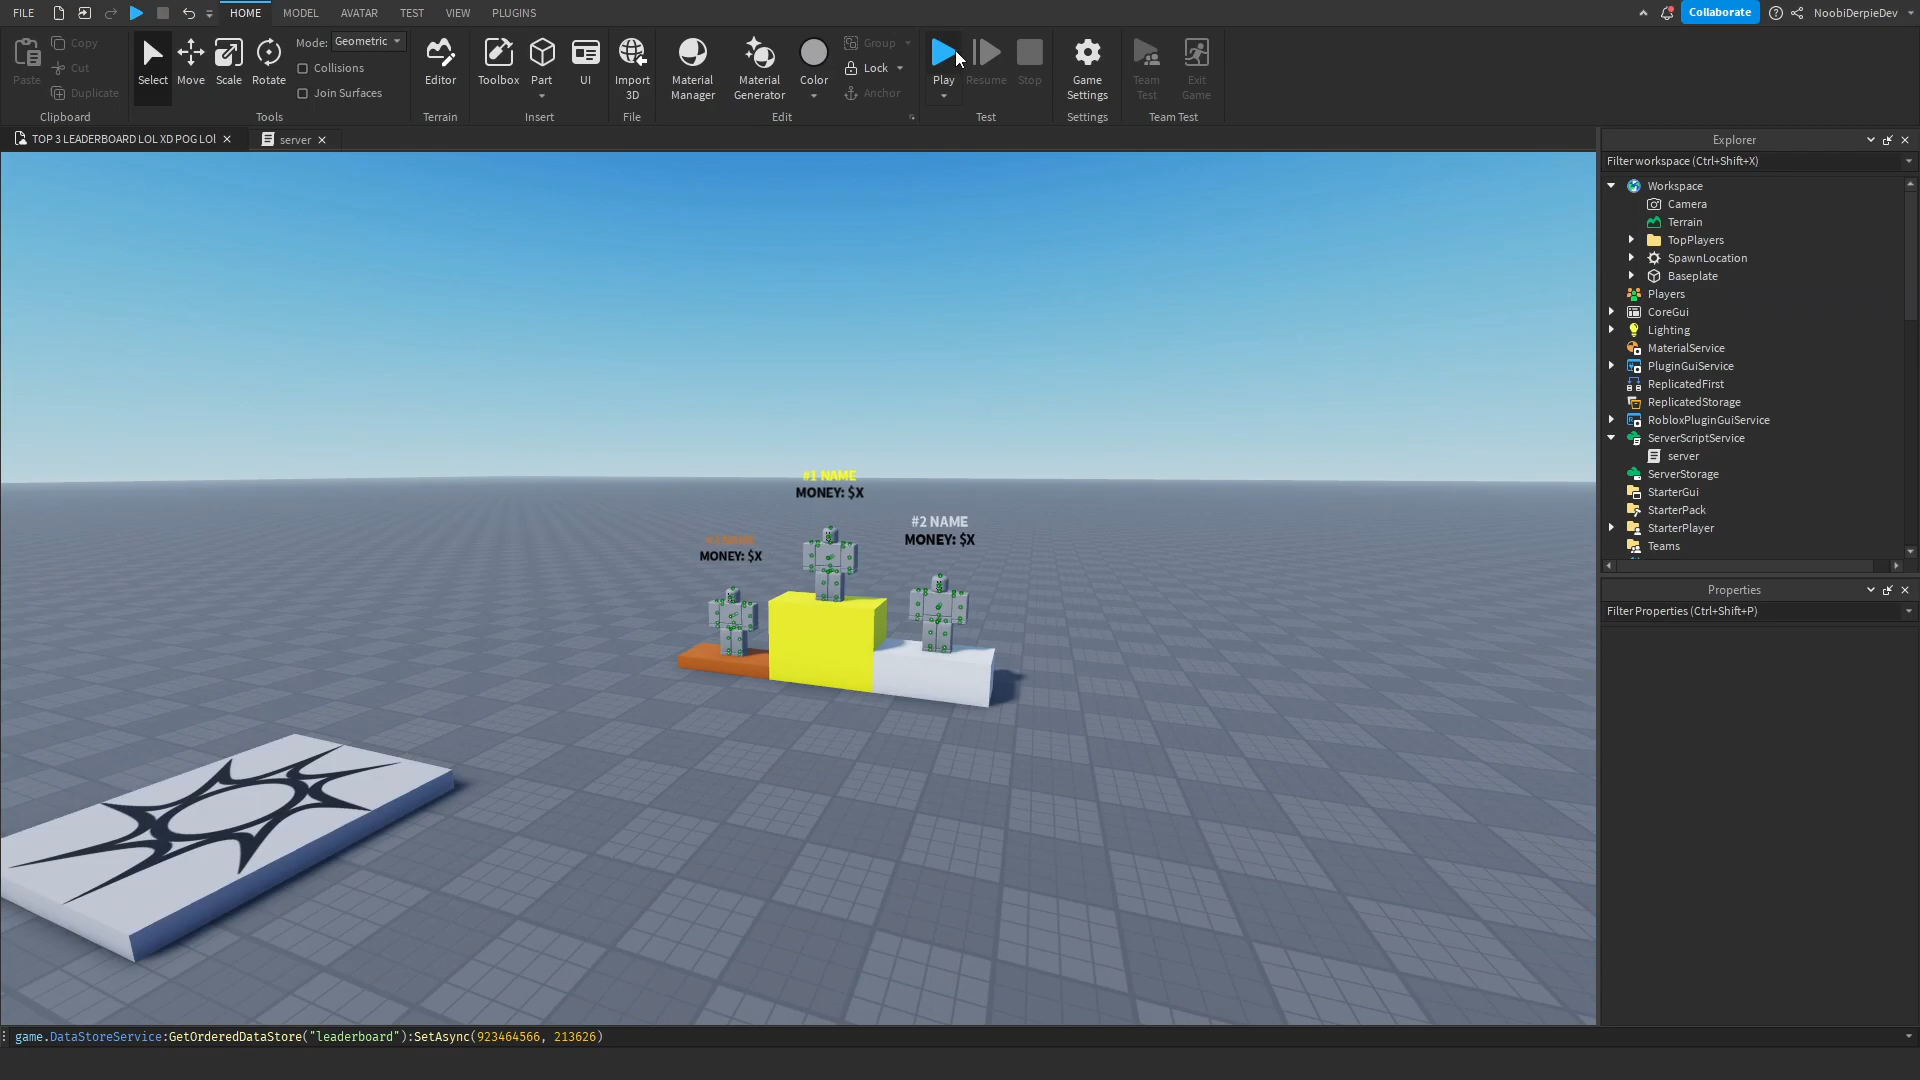 FILE HOME MODEL AVATAR TEST VIEW PLUGINS Collaborate NoobiDerpieDev
Paste Copy Cut Duplicate
Clipboard
Select Move Scale Rotate
Mode: Geometric
Collisions
Join Surfaces
Tools
Editor
Terrain
Toolbox Part UI
Insert
Import 3D
File
Material Manager Material Generator Color
Group
Lock
Anchor
Edit
Play Resume Stop
Test
Game Settings
Settings
Team Test Exit Game
Team Test
TOP 3 LEADERBOARD LOL XD POG LOl
server
#1 NAME
MONEY: $X
#2 NAME
MONEY: $X
MONEY: $X
Explorer
Filter workspace (Ctrl+Shift+X)
Workspace
Camera
Terrain
TopPlayers
SpawnLocation
Baseplate
Players
CoreGui
Lighting
MaterialService
PluginGuiService
ReplicatedFirst
ReplicatedStorage
RobloxPluginGuiService
ServerScriptService
server
ServerStorage
StarterGui
StarterPack
StarterPlayer
Teams
Properties
Filter Properties (Ctrl+Shift+P)
game.DataStoreService:GetOrderedDataStore("leaderboard"):SetAsync(923464566, 213626)